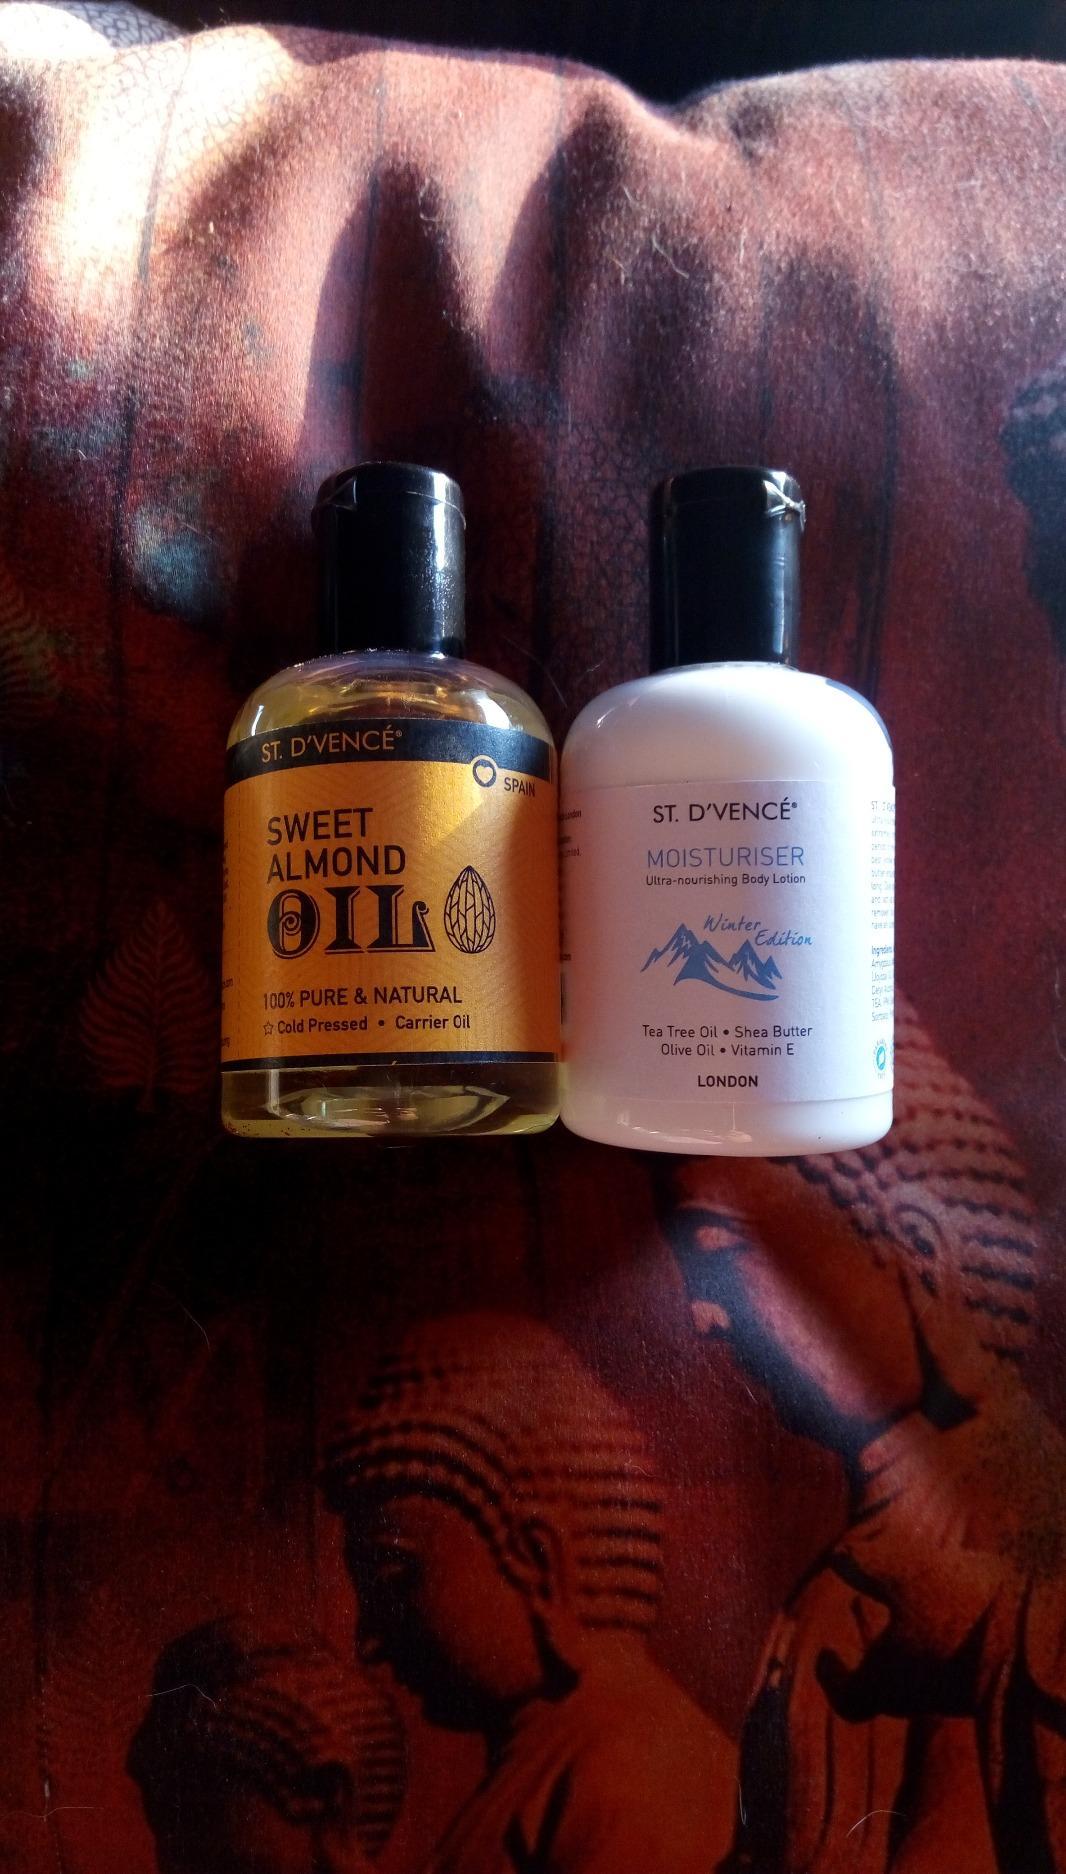 ST. D'VENCÉ®
SPAIN
SWEET
ALMOND
OIL
100% PURE & NATURAL
Cold Pressed • Carrier Oil
ST. D'VENCÉ®
MOISTURISER
Ultra-nourishing Body Lotion
Winter
Edition
Tea Tree Oil • Shea Butter
Olive Oil • Vitamin E
LONDON